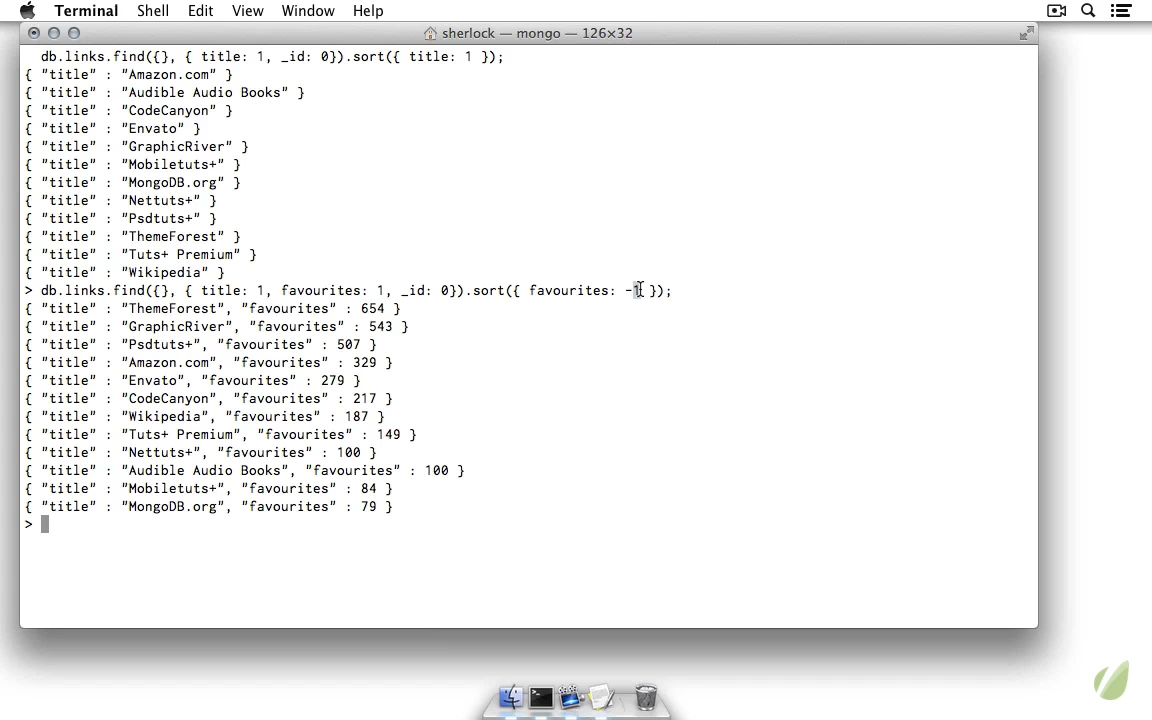 Terminal Shell Edit View Window Help
sherlock — mongo — 126×32
db.links.find({}, { title: 1, _id: 0}).sort({ title: 1 });
{ "title" : "Amazon.com" }
{ "title" : "Audible Audio Books" }
{ "title" : "CodeCanyon" }
{ "title" : "Envato" }
{ "title" : "GraphicRiver" }
{ "title" : "Mobiletuts+" }
{ "title" : "MongoDB.org" }
{ "title" : "Nettuts+" }
{ "title" : "Psdtuts+" }
{ "title" : "ThemeForest" }
{ "title" : "Tuts+ Premium" }
{ "title" : "Wikipedia" }
> db.links.find({}, { title: 1, favourites: 1, _id: 0}).sort({ favourites: -1 });
{ "title" : "ThemeForest", "favourites" : 654 }
{ "title" : "GraphicRiver", "favourites" : 543 }
{ "title" : "Psdtuts+", "favourites" : 507 }
{ "title" : "Amazon.com", "favourites" : 329 }
{ "title" : "Envato", "favourites" : 279 }
{ "title" : "CodeCanyon", "favourites" : 217 }
{ "title" : "Wikipedia", "favourites" : 187 }
{ "title" : "Tuts+ Premium", "favourites" : 149 }
{ "title" : "Nettuts+", "favourites" : 100 }
{ "title" : "Audible Audio Books", "favourites" : 100 }
{ "title" : "Mobiletuts+", "favourites" : 84 }
{ "title" : "MongoDB.org", "favourites" : 79 }
>